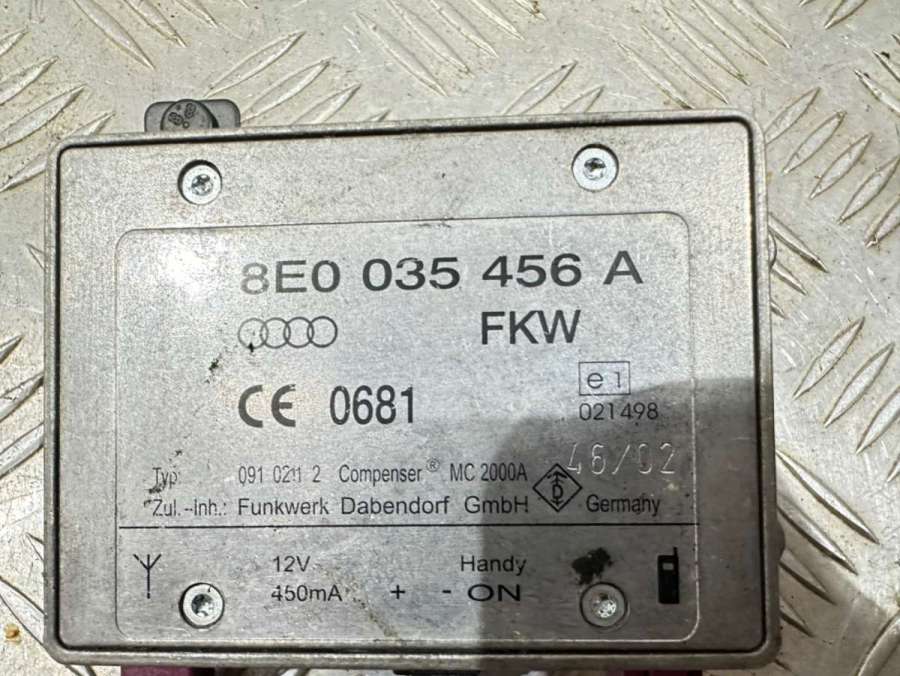 8E0 035 456 A
FKW
CE 0681
e1
021498
46/02
Typ: 091 0211 2 Compenser® MC 2000A
D
Zul.-Inh.: Funkwerk Dabendorf GmbH Germany
12V Handy
450mA + - ON